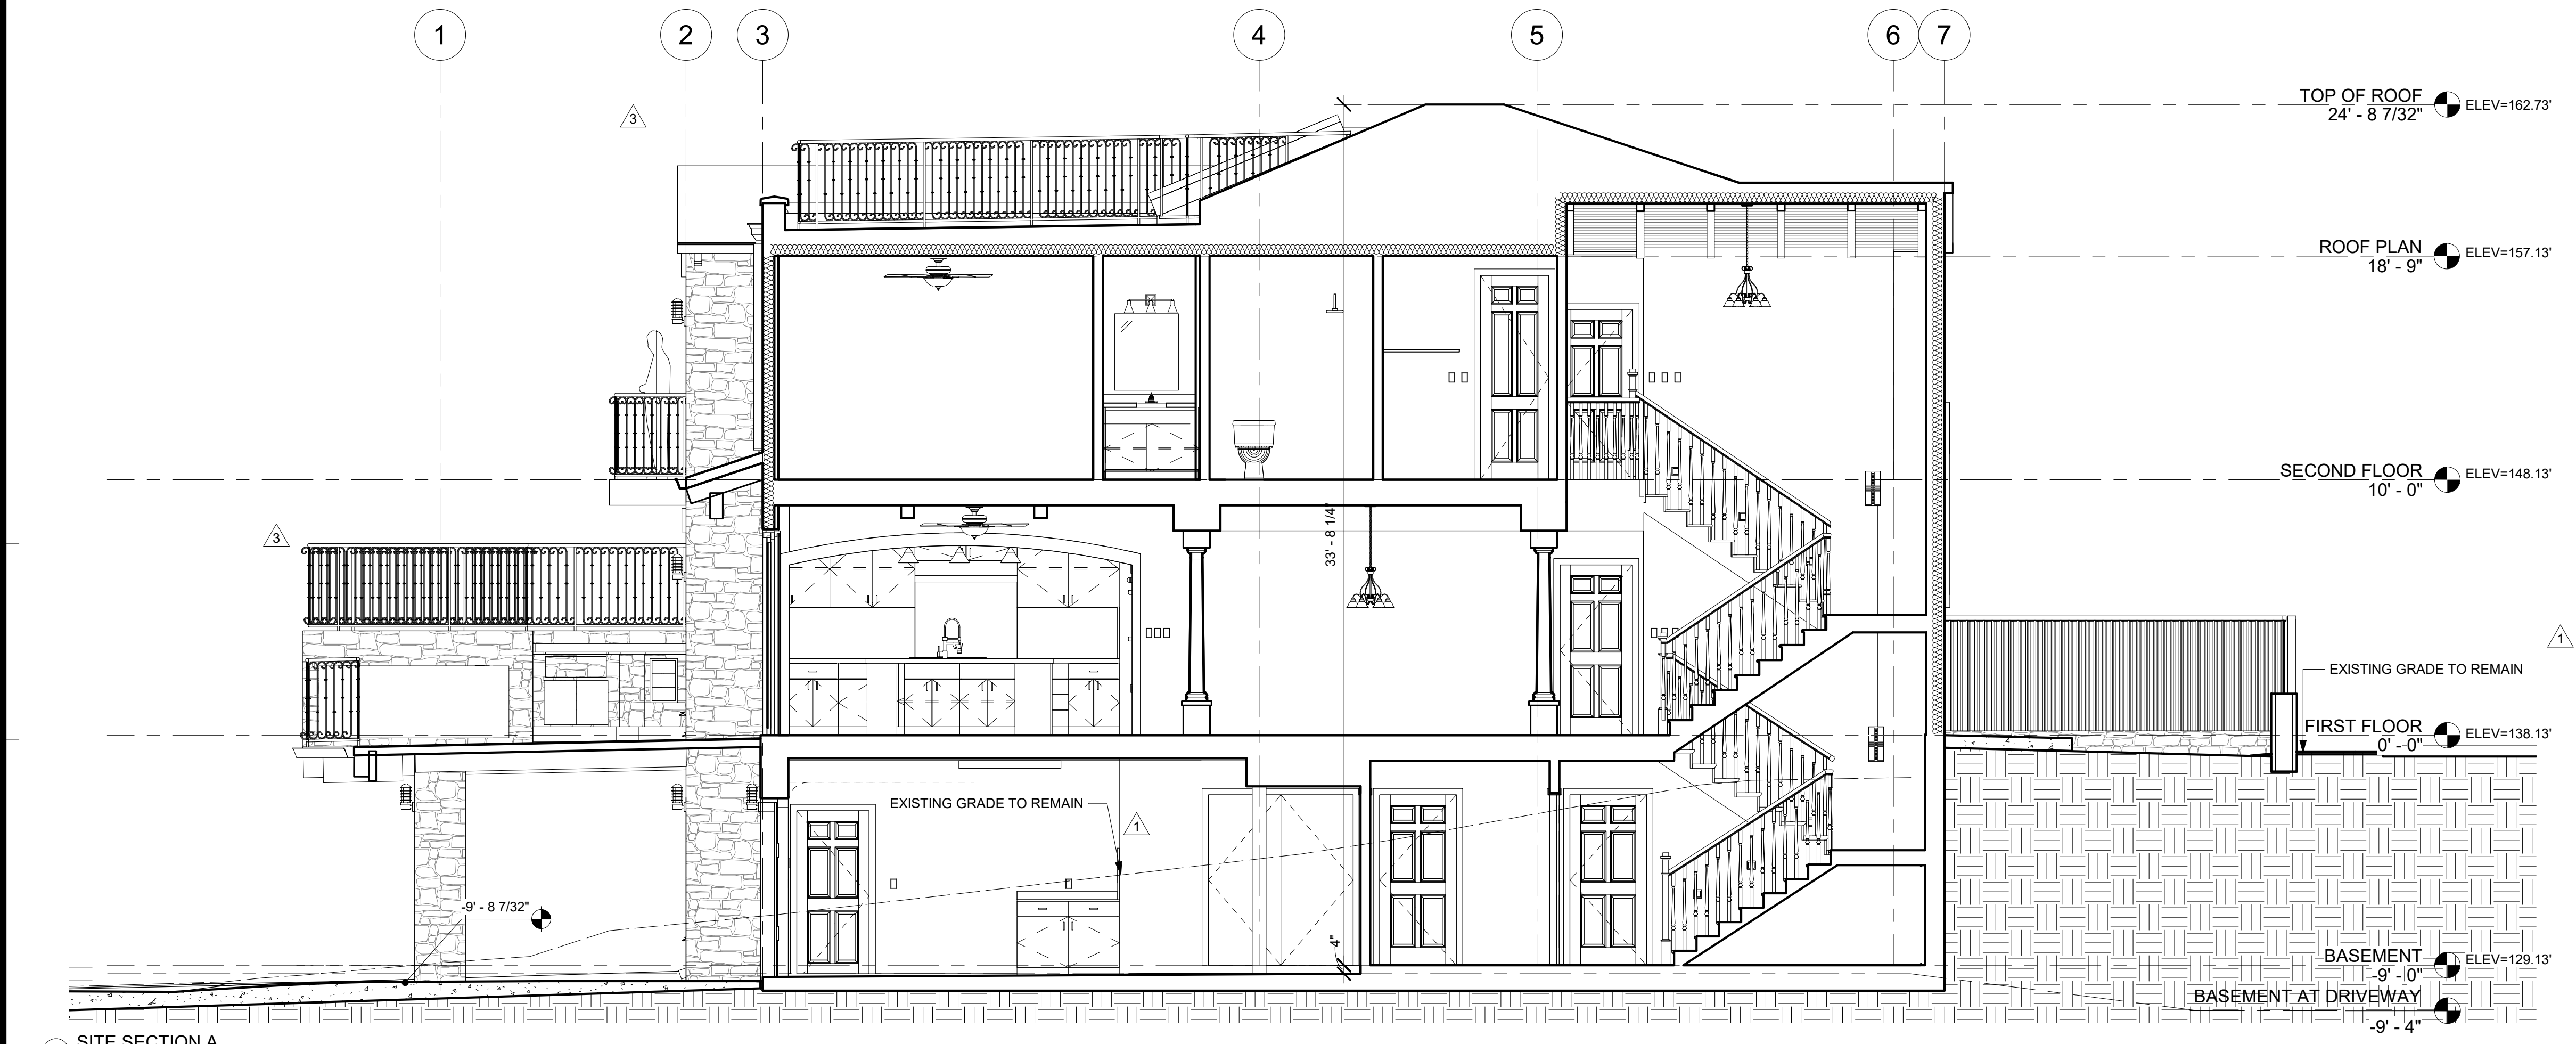 1 2 3 4 5 6 7
TOP OF ROOF
24' - 8 7/32"
ELEV=162.73'
3
ROOF PLAN
18' - 9"
ELEV=157.13'
SECOND FLOOR
10' - 0"
ELEV=148.13'
33' - 8 1/4"
3
1
EXISTING GRADE TO REMAIN
FIRST FLOOR
0' - 0"
ELEV=138.13'
EXISTING GRADE TO REMAIN
1
-9' - 8 7/32"
4"
BASEMENT
-9' - 0"
ELEV=129.13'
BASEMENT AT DRIVEWAY
-9' - 4"
SITE SECTION A